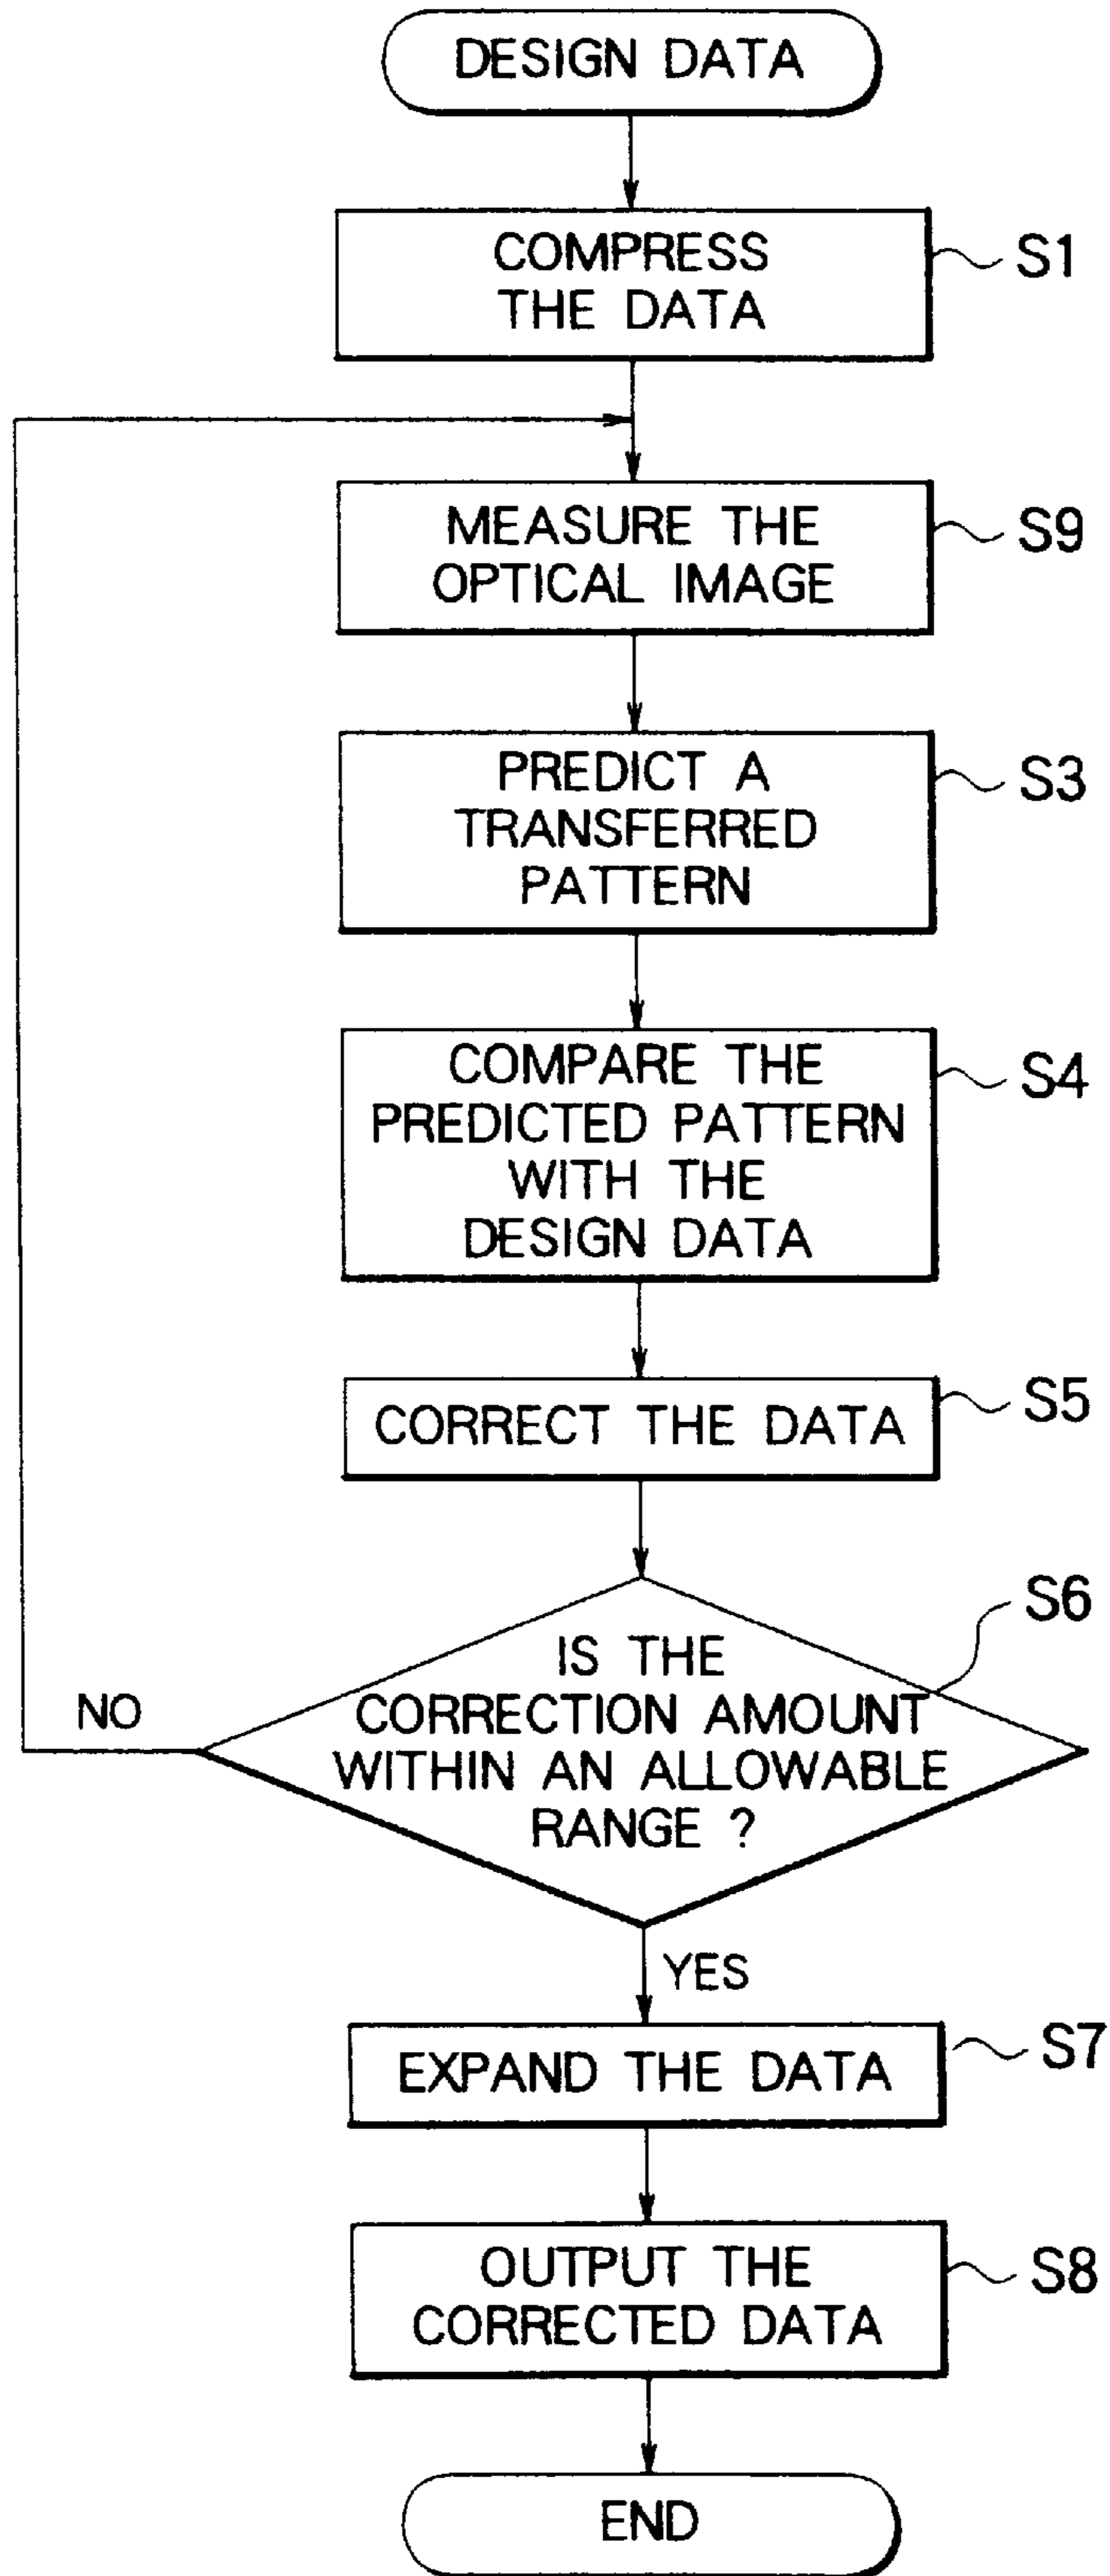 DESIGN DATA
COMPRESS
THE DATA
S1
MEASURE THE
OPTICAL IMAGE
S9
PREDICT A
TRANSFERRED
PATTERN
S3
COMPARE THE
PREDICTED PATTERN
WITH THE
DESIGN DATA
S4
CORRECT THE DATA
S5
IS THE
CORRECTION AMOUNT
WITHIN AN ALLOWABLE
RANGE ?
S6
NO
YES
EXPAND THE DATA
S7
OUTPUT THE
CORRECTED DATA
S8
END